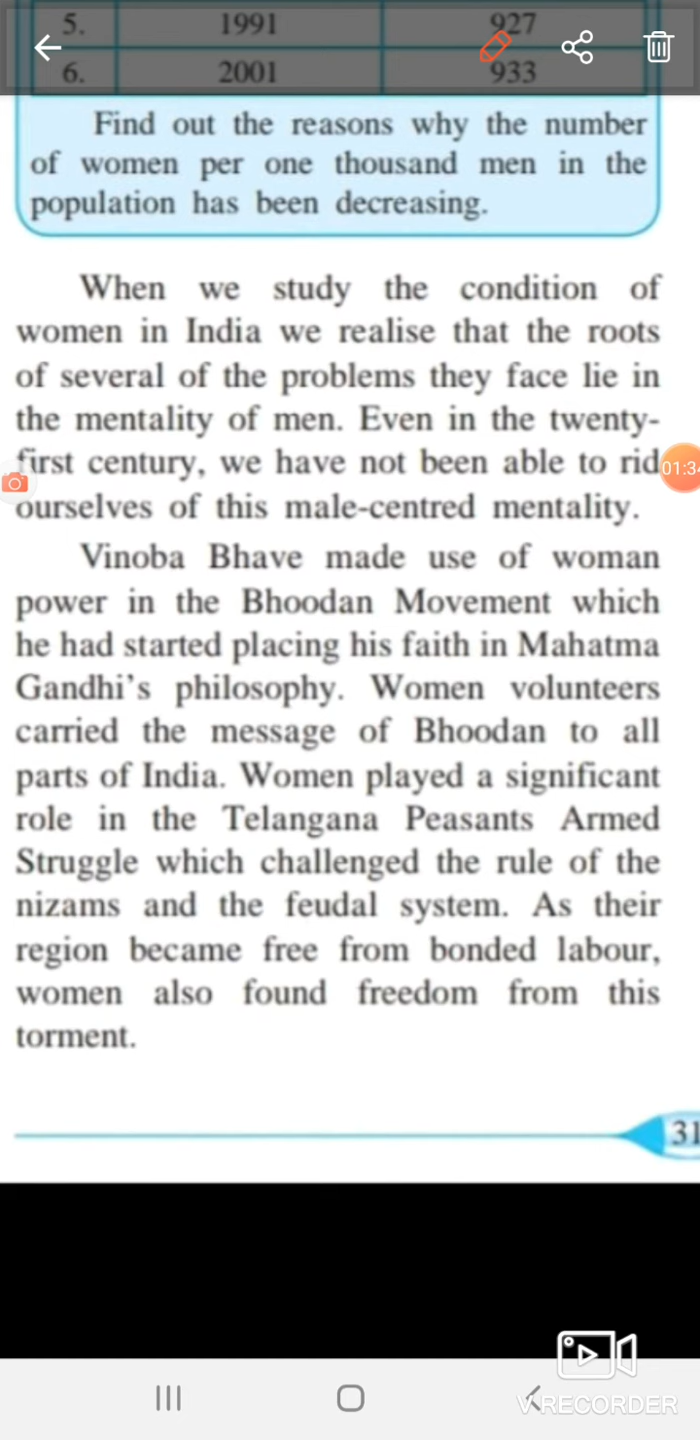 5. 1991 927
6. 2001 933
Find out the reasons why the number
of women per one thousand men in the
population has been decreasing.
When we study the condition of
women in India we realise that the roots
of several of the problems they face lie in
the mentality of men. Even in the twenty-
first century, we have not been able to rid
ourselves of this male-centred mentality.
Vinoba Bhave made use of woman
power in the Bhoodan Movement which
he had started placing his faith in Mahatma
Gandhi's philosophy. Women volunteers
carried the message of Bhoodan to all
parts of India. Women played a significant
role in the Telangana Peasants Armed
Struggle which challenged the rule of the
nizams and the feudal system. As their
region became free from bonded labour,
women also found freedom from this
torment.
31
V RECORDER